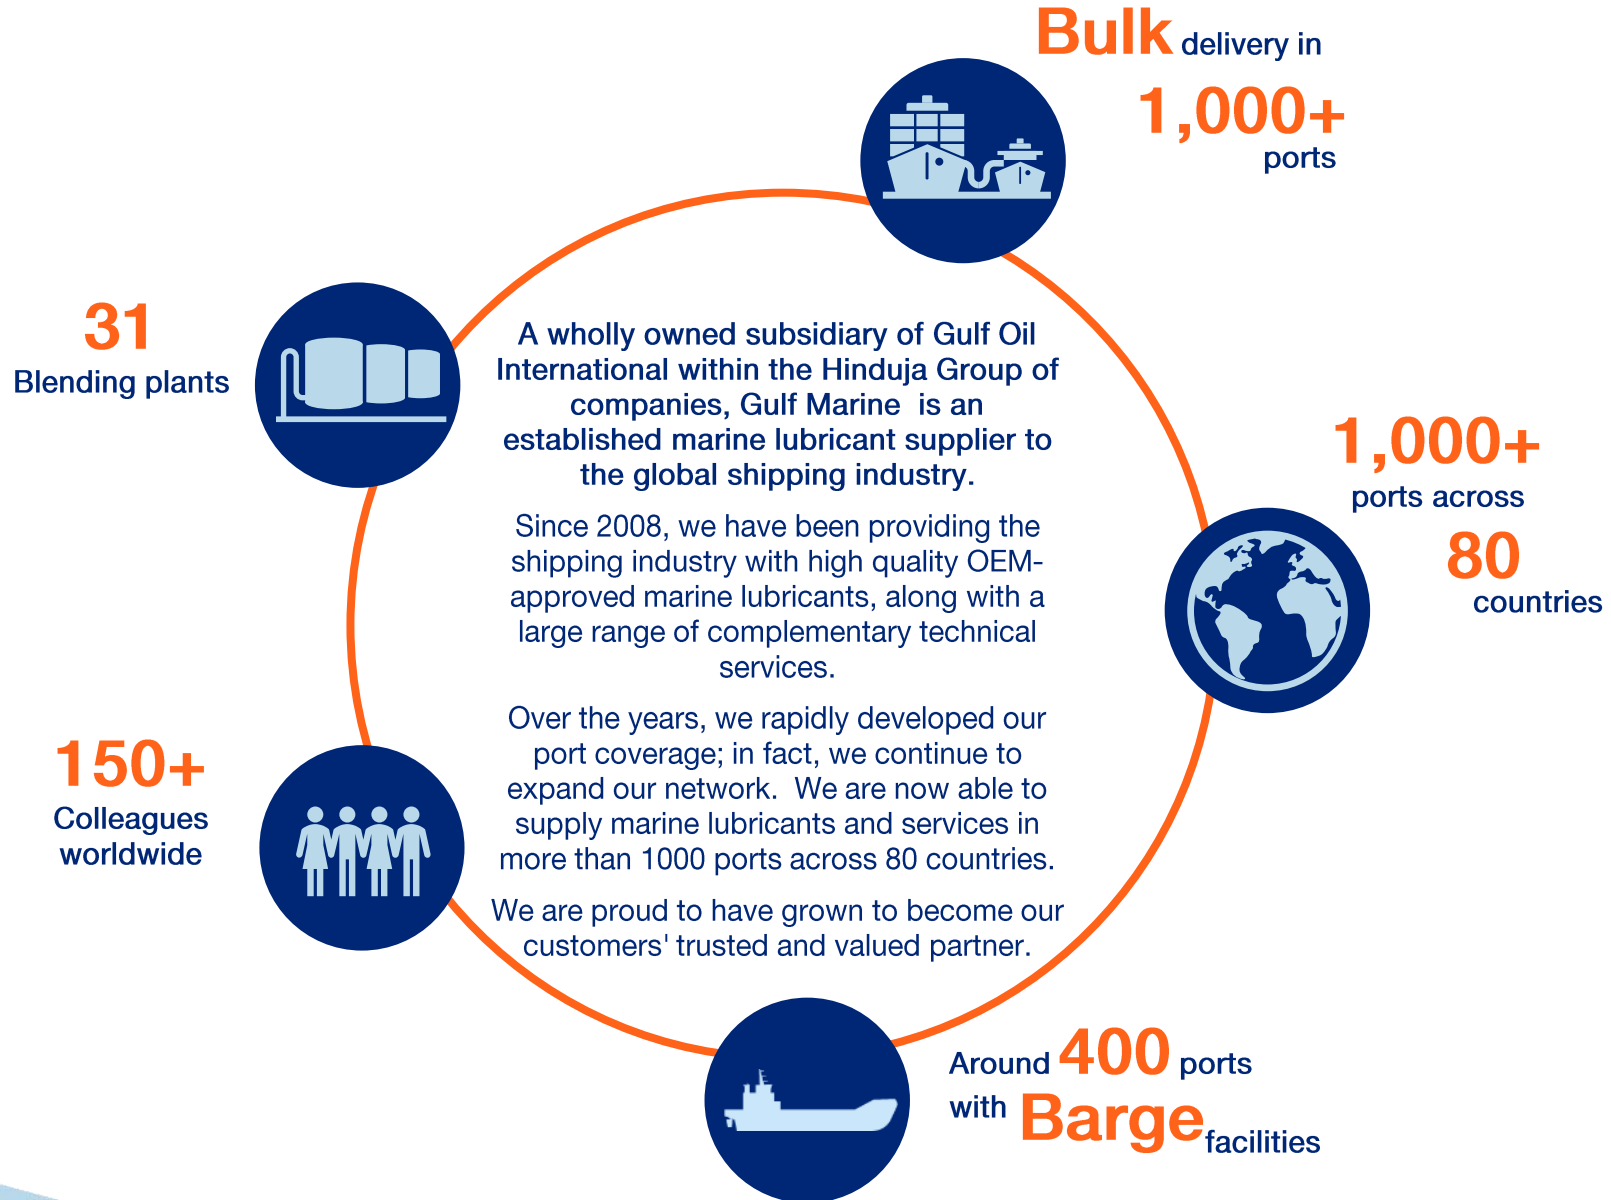 Bulk delivery in
1,000+
ports
31
Blending plants
A wholly owned subsidiary of Gulf Oil
International within the Hinduja Group of
companies, Gulf Marine  is an
established marine lubricant supplier to
the global shipping industry.
Since 2008, we have been providing the
shipping industry with high quality OEM-
approved marine lubricants, along with a
large range of complementary technical
services.
Over the years, we rapidly developed our
port coverage; in fact, we continue to
expand our network.  We are now able to
supply marine lubricants and services in
more than 1000 ports across 80 countries.
We are proud to have grown to become our
customers' trusted and valued partner.
1,000+
ports across
80
countries
150+
Colleagues
worldwide
Around 400 ports
with Barge facilities